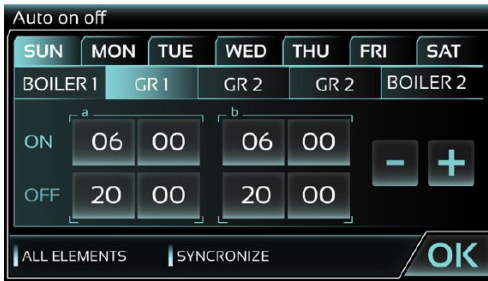 Auto on off
SUN MON TUE WED THU FRI SAT
BOILER 1 GR 1 GR 2 GR 2 BOILER 2
a b
ON 06 00 06 00 - +
OFF 20 00 20 00
ALL ELEMENTS SYNCRONIZE OK